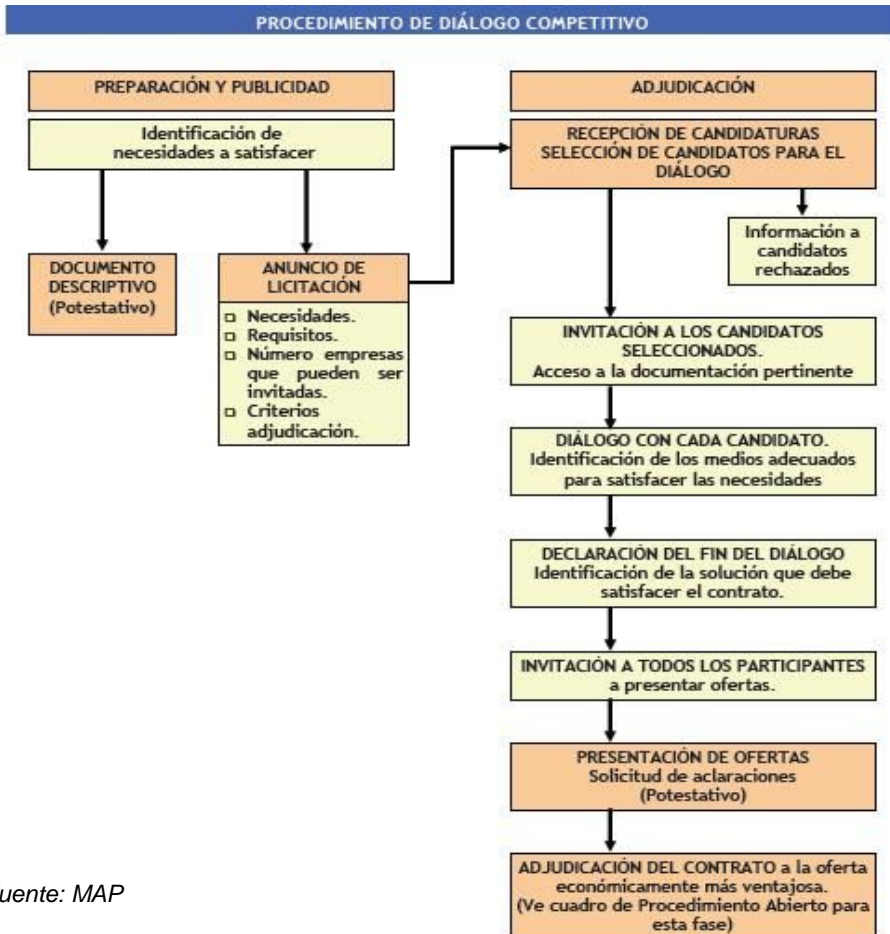 PROCEDIMIENTO DE DIÁLOGO COMPETITIVO
PREPARACIÓN Y PUBLICIDAD
Identificación de
necesidades a satisfacer
DOCUMENTO
DESCRIPTIVO
(Potestativo)
ANUNCIO DE
LICITACIÓN
□ Necesidades.
□ Requisitos.
□ Número empresas
que pueden ser
invitadas.
□ Criterios
adjudicación.
ADJUDICACIÓN
RECEPCIÓN DE CANDIDATURAS
SELECCIÓN DE CANDIDATOS PARA EL
DIÁLOGO
Información a
candidatos
rechazados
INVITACIÓN A LOS CANDIDATOS
SELECCIONADOS.
Acceso a la documentación pertinente
DIÁLOGO CON CADA CANDIDATO.
Identificación de los medios adecuados
para satisfacer las necesidades
DECLARACIÓN DEL FIN DEL DIÁLOGO
Identificación de la solución que debe
satisfacer el contrato.
INVITACIÓN A TODOS LOS PARTICIPANTES
a presentar ofertas.
PRESENTACIÓN DE OFERTAS
Solicitud de aclaraciones
(Potestativo)
ADJUDICACIÓN DEL CONTRATO a la oferta
económicamente más ventajosa.
(Ve cuadro de Procedimiento Abierto para
esta fase)
uente: MAP